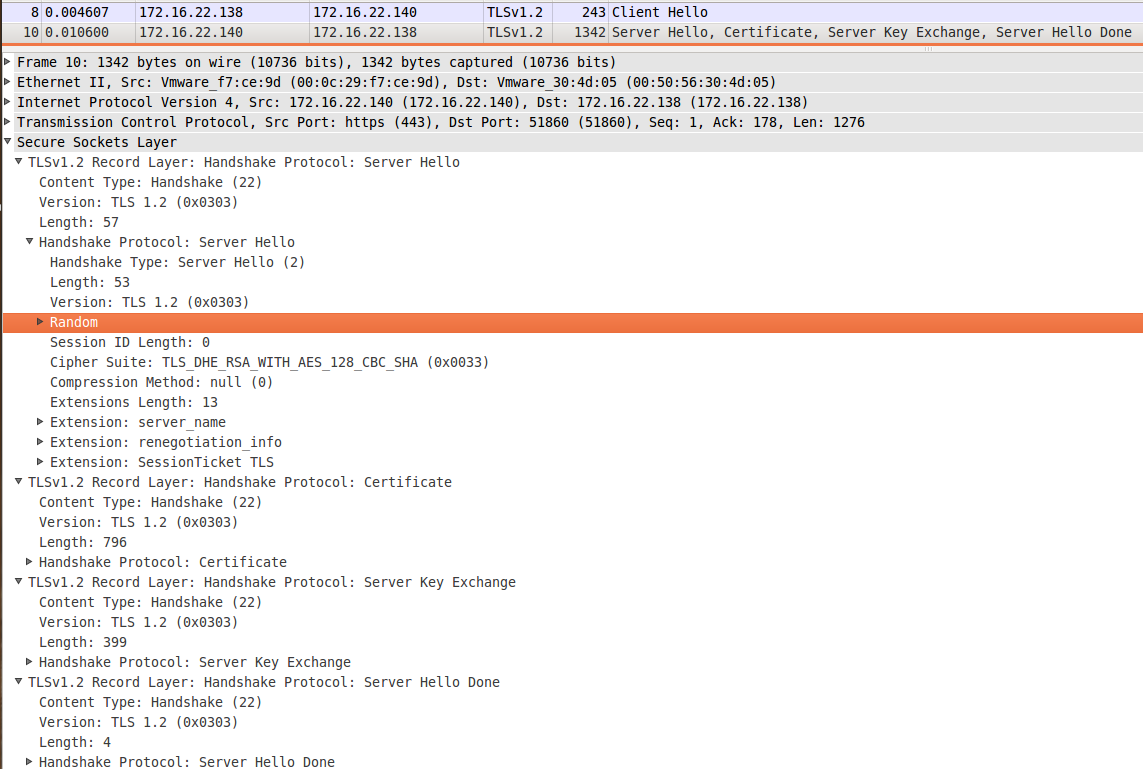 8 0.004607 172.16.22.138 172.16.22.140 TLSv1.2 243 Client Hello
10 0.010600 172.16.22.140 172.16.22.138 TLSv1.2 1342 Server Hello, Certificate, Server Key Exchange, Server Hello Done
Frame 10: 1342 bytes on wire (10736 bits), 1342 bytes captured (10736 bits)
Ethernet II, Src: Vmware_f7:ce:9d (00:0c:29:f7:ce:9d), Dst: Vmware_30:4d:05 (00:50:56:30:4d:05)
Internet Protocol Version 4, Src: 172.16.22.140 (172.16.22.140), Dst: 172.16.22.138 (172.16.22.138)
Transmission Control Protocol, Src Port: https (443), Dst Port: 51860 (51860), Seq: 1, Ack: 178, Len: 1276
Secure Sockets Layer
TLSv1.2 Record Layer: Handshake Protocol: Server Hello
Content Type: Handshake (22)
Version: TLS 1.2 (0x0303)
Length: 57
Handshake Protocol: Server Hello
Handshake Type: Server Hello (2)
Length: 53
Version: TLS 1.2 (0x0303)
Random
Session ID Length: 0
Cipher Suite: TLS_DHE_RSA_WITH_AES_128_CBC_SHA (0x0033)
Compression Method: null (0)
Extensions Length: 13
Extension: server_name
Extension: renegotiation_info
Extension: SessionTicket TLS
TLSv1.2 Record Layer: Handshake Protocol: Certificate
Content Type: Handshake (22)
Version: TLS 1.2 (0x0303)
Length: 796
Handshake Protocol: Certificate
TLSv1.2 Record Layer: Handshake Protocol: Server Key Exchange
Content Type: Handshake (22)
Version: TLS 1.2 (0x0303)
Length: 399
Handshake Protocol: Server Key Exchange
TLSv1.2 Record Layer: Handshake Protocol: Server Hello Done
Content Type: Handshake (22)
Version: TLS 1.2 (0x0303)
Length: 4
Handshake Protocol: Server Hello Done